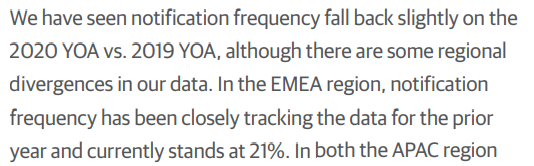 We have seen notification frequency fall back slightly on the
2020 YOA vs. 2019 YOA, although there are some regional
divergences in our data. In the EMEA region, notification
frequency has been closely tracking the data for the prior
year and currently stands at 21%. In both the APAC region